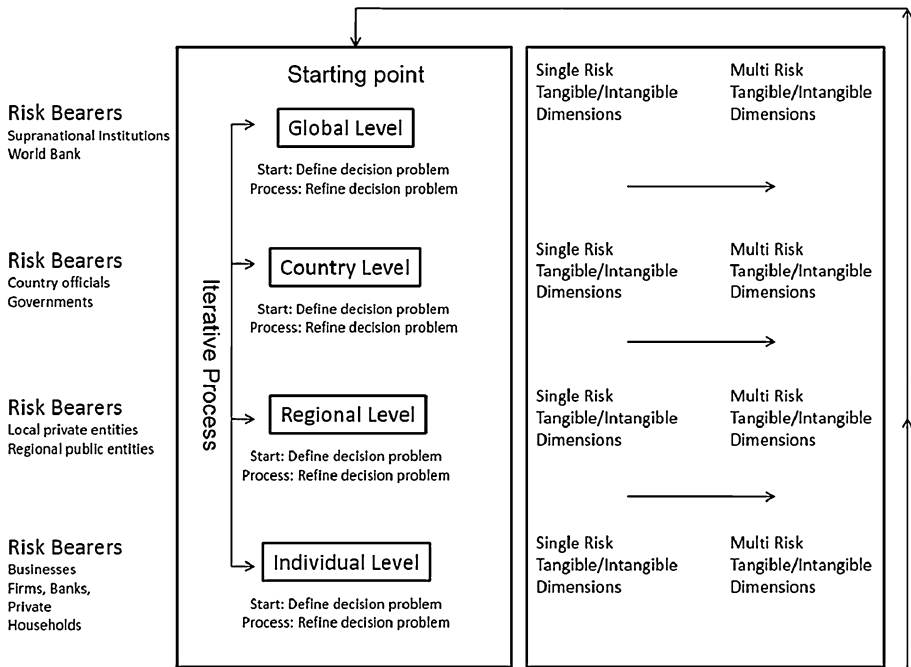 Starting point
Risk Bearers
Supranational Institutions
World Bank
Global Level
Start: Define decision problem
Process: Refine decision problem
Single Risk
Tangible/Intangible
Dimensions
Multi Risk
Tangible/Intangible
Dimensions
Risk Bearers
Country officials
Governments
Country Level
Start: Define decision problem
Process: Refine decision problem
Single Risk
Tangible/Intangible
Dimensions
Multi Risk
Tangible/Intangible
Dimensions
Iterative Process
Risk Bearers
Local private entities
Regional public entities
Regional Level
Start: Define decision problem
Process: Refine decision problem
Single Risk
Tangible/Intangible
Dimensions
Multi Risk
Tangible/Intangible
Dimensions
Risk Bearers
Businesses
Firms, Banks,
Private
Households
Individual Level
Start: Define decision problem
Process: Refine decision problem
Single Risk
Tangible/Intangible
Dimensions
Multi Risk
Tangible/Intangible
Dimensions